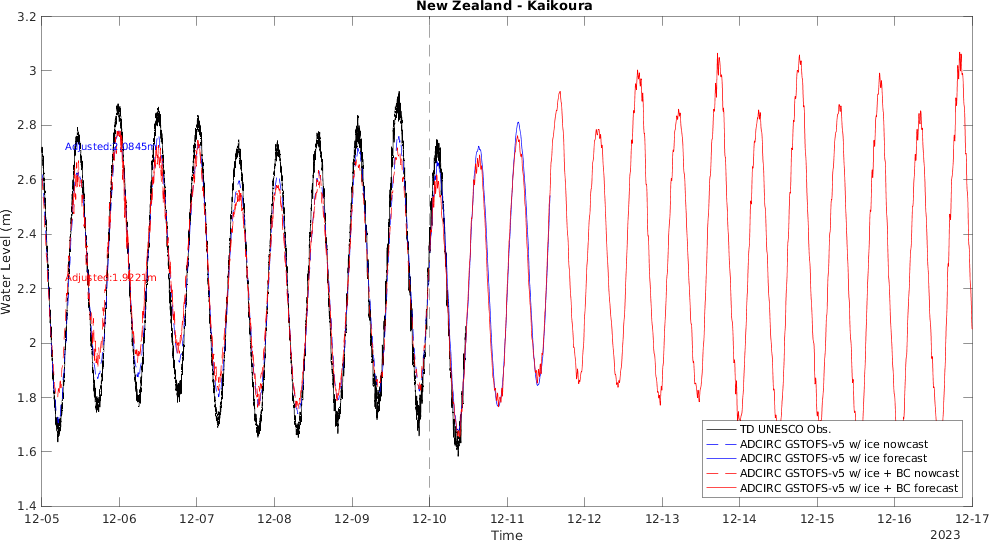 New Zealand - Kaikoura
3.2
3
2.8
2.6
2.4
2.2
2
1.8
1.6
1.4
Water Level (m)
Adjusted:2.0845m
Adjusted:1.9221m
TD UNESCO Obs.
ADCIRC GSTOFS-v5 w/ ice nowcast
ADCIRC GSTOFS-v5 w/ ice forecast
ADCIRC GSTOFS-v5 w/ ice + BC nowcast
ADCIRC GSTOFS-v5 w/ ice + BC forecast
12-05 12-06 12-07 12-08 12-09 12-10 12-11 12-12 12-13 12-14 12-15 12-16 12-17
Time
2023